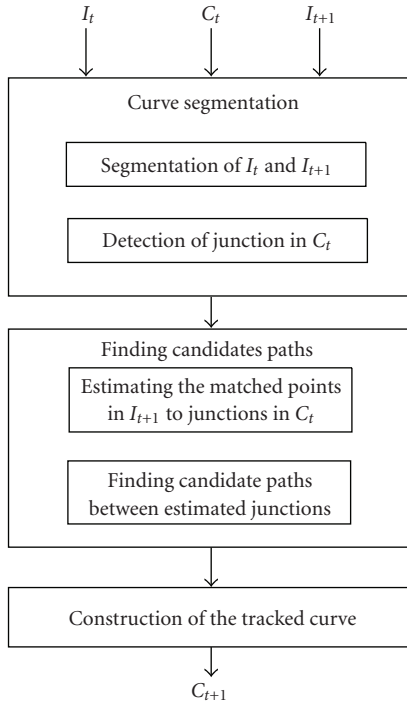 I_t C_t I_{t+1}
Curve segmentation
Segmentation of I_t and I_{t+1}
Detection of junction in C_t
Finding candidates paths
Estimating the matched points
in I_{t+1} to junctions in C_t
Finding candidate paths
between estimated junctions
Construction of the tracked curve
C_{t+1}